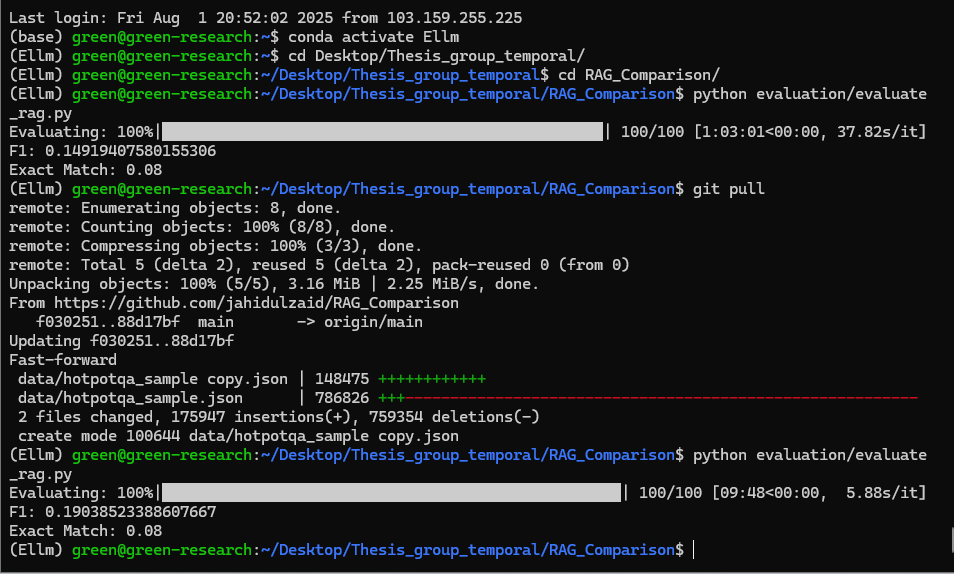 Last login: Fri Aug  1 20:52:02 2025 from 103.159.255.225
(base) green@green-research:~$ conda activate Ellm
(Ellm) green@green-research:~$ cd Desktop/Thesis_group_temporal/
(Ellm) green@green-research:~/Desktop/Thesis_group_temporal$ cd RAG_Comparison/
(Ellm) green@green-research:~/Desktop/Thesis_group_temporal/RAG_Comparison$ python evaluation/evaluate
_rag.py
Evaluating: 100%|| 100/100 [1:03:01<00:00, 37.82s/it]
F1: 0.14919407580155306
Exact Match: 0.08
(Ellm) green@green-research:~/Desktop/Thesis_group_temporal/RAG_Comparison$ git pull
remote: Enumerating objects: 8, done.
remote: Counting objects: 100% (8/8), done.
remote: Compressing objects: 100% (3/3), done.
remote: Total 5 (delta 2), reused 5 (delta 2), pack-reused 0 (from 0)
Unpacking objects: 100% (5/5), 3.16 MiB | 2.25 MiB/s, done.
From https://github.com/jahidulzaid/RAG_Comparison
   f030251..88d17bf  main       -> origin/main
Updating f030251..88d17bf
Fast-forward
 data/hotpotqa_sample copy.json | 148475 ++++++++++++
 data/hotpotqa_sample.json      | 786826 +++---------------------------------------------------------
 2 files changed, 175947 insertions(+), 759354 deletions(-)
 create mode 100644 data/hotpotqa_sample copy.json
(Ellm) green@green-research:~/Desktop/Thesis_group_temporal/RAG_Comparison$ python evaluation/evaluate
_rag.py
Evaluating: 100%|| 100/100 [09:48<00:00,  5.88s/it]
F1: 0.19038523388607667
Exact Match: 0.08
(Ellm) green@green-research:~/Desktop/Thesis_group_temporal/RAG_Comparison$